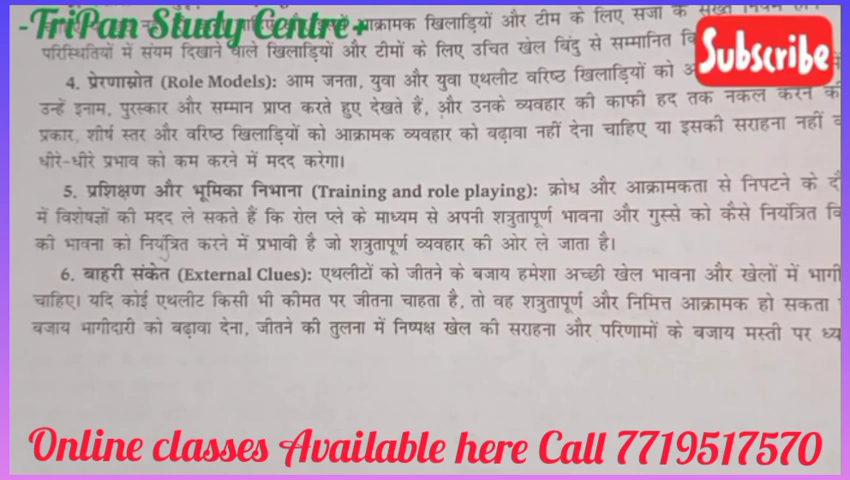 -TriPan Study Centre+
आक्रामक खिलाड़ियों और टीम के लिए सजा के सख्त नियम
Subscribe
परिस्थितियों में संयम दिखाने वाले खिलाड़ियों और टीमों के लिए उचित खेल बिंदु से सम्मानित
4. प्रेरणास्रोत (Role Models): आम जनता, युवा और युवा एथलीट वरिष्ठ खिलाड़ियों को
उन्हें इनाम, पुरस्कार और सम्मान प्राप्त करते हुए देखते हैं, और उनके व्यवहार की काफी हद तक नकल करने की
प्रकार, शीर्ष स्तर और वरिष्ठ खिलाड़ियों को आक्रामक व्यवहार को बढ़ावा नहीं देना चाहिए या इसकी सराहना नहीं
धीरे-धीरे प्रभाव को कम करने में मदद करेगा।
5. प्रशिक्षण और भूमिका निभाना (Training and role playing): क्रोध और आक्रामकता से निपटने के
में विशेषज्ञों की मदद ले सकते हैं कि रोल प्ले के माध्यम से अपनी शत्रुतापूर्ण भावना और गुस्से को कैसे नियंत्रित
की भावना को नियंत्रित करने में प्रभावी है जो शत्रुतापूर्ण व्यवहार की ओर ले जाता है।
6. बाहरी संकेत (External Clues): एथलीटों को जीतने के बजाय हमेशा अच्छी खेल भावना और खेलों में भागी
चाहिए। यदि कोई एथलीट किसी भी कीमत पर जीतना चाहता है, तो वह शत्रुतापूर्ण और निमित्त आक्रामक हो सकता
बजाय भागीदारी को बढ़ावा देना, जीतने की तुलना में निष्पक्ष खेल की सराहना और परिणामों के बजाय मस्ती पर
Online classes Available here Call 7719517570